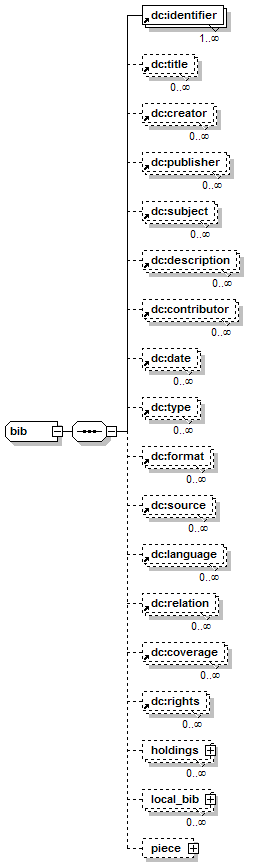 dc:identifier
1..∞
dc:title
0..∞
dc:creator
0..∞
dc:publisher
0..∞
dc:subject
0..∞
dc:description
0..∞
dc:contributor
0..∞
dc:date
0..∞
dc:type
0..∞
bib
dc:format
0..∞
dc:source
0..∞
dc:language
0..∞
dc:relation
0..∞
dc:coverage
0..∞
dc:rights
0..∞
holdings
0..∞
local_bib
0..∞
piece